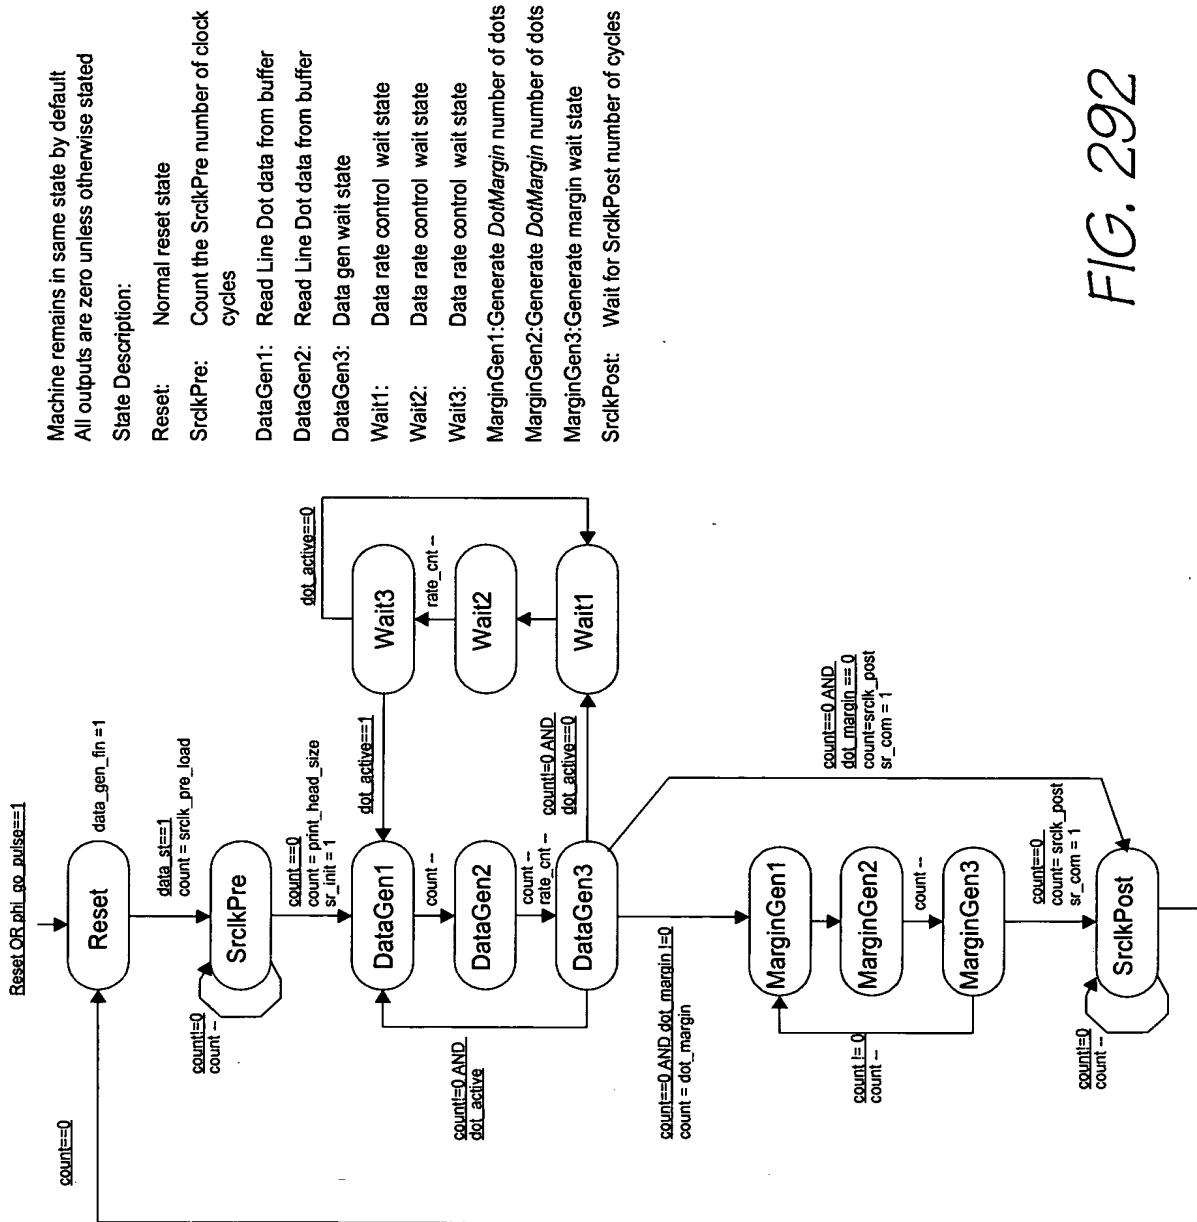 Reset OR phi_go_pulse==1
Reset
data_gen_fin =1
count==0
data_st==1
count = srclk_pre_load
SrclkPre
count!=0
count --
count ==0
count = print_head_size
sr_init = 1
DataGen1
dot_active==1
Wait3
dot_active==0
count --
rate_cnt --
DataGen2
Wait2
count --
rate_cnt --
DataGen3
count!=0 AND
dot_active==0
Wait1
count!=0 AND
dot_active
count==0 AND dot_margin !=0
count = dot_margin
count==0 AND
dot_margin == 0
count=srclk_post
sr_com = 1
MarginGen1
MarginGen2
count --
MarginGen3
count != 0
count --
count==0
count= srclk_post
sr_com = 1
SrclkPost
count!=0
count --
Machine remains in same state by default
All outputs are zero unless otherwise stated
State Description:
Reset: Normal reset state
SrclkPre: Count the SrclkPre number of clock
cycles
DataGen1: Read Line Dot data from buffer
DataGen2: Read Line Dot data from buffer
DataGen3: Data gen wait state
Wait1: Data rate control wait state
Wait2: Data rate control wait state
Wait3: Data rate control wait state
MarginGen1:Generate DotMargin number of dots
MarginGen2:Generate DotMargin number of dots
MarginGen3:Generate margin wait state
SrclkPost: Wait for SrclkPost number of cycles
FIG. 292